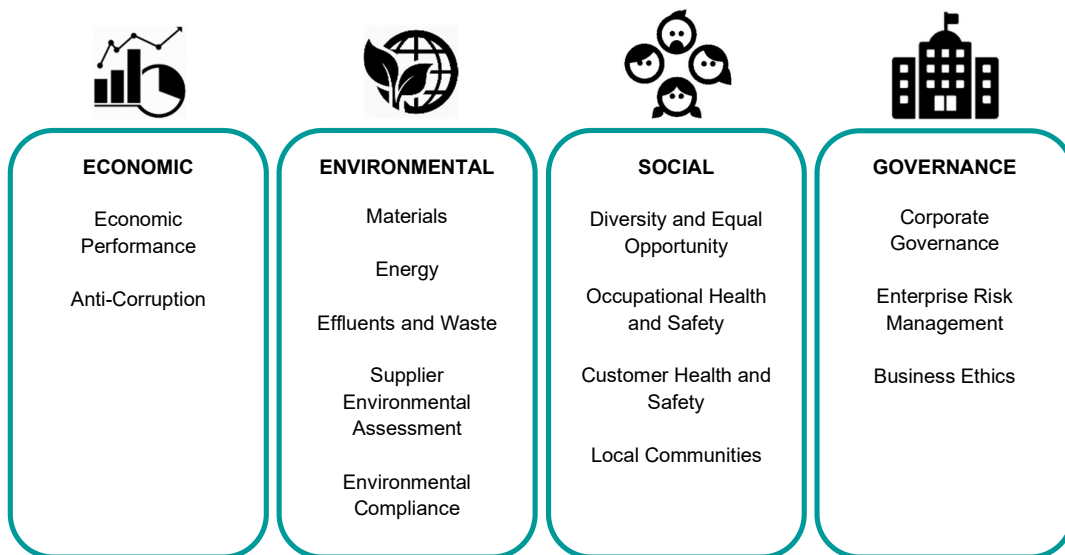 ECONOMIC
Economic
Performance
Anti-Corruption
ENVIRONMENTAL
Materials
Energy
Effluents and Waste
Supplier
Environmental
Assessment
Environmental
Compliance
SOCIAL
Diversity and Equal
Opportunity
Occupational Health
and Safety
Customer Health and
Safety
Local Communities
GOVERNANCE
Corporate
Governance
Enterprise Risk
Management
Business Ethics